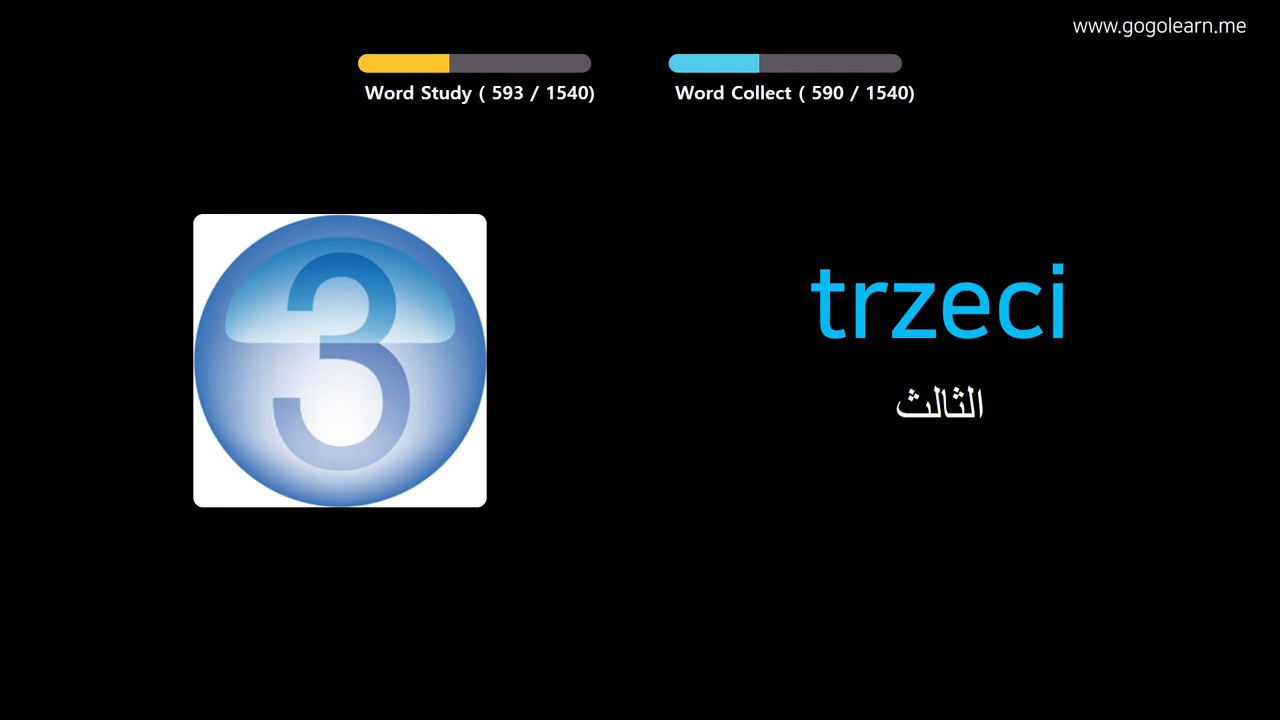 www.gogolearn.me
Word Study ( 593 / 1540)
Word Collect ( 590 / 1540)
3
trzeci
الثالث